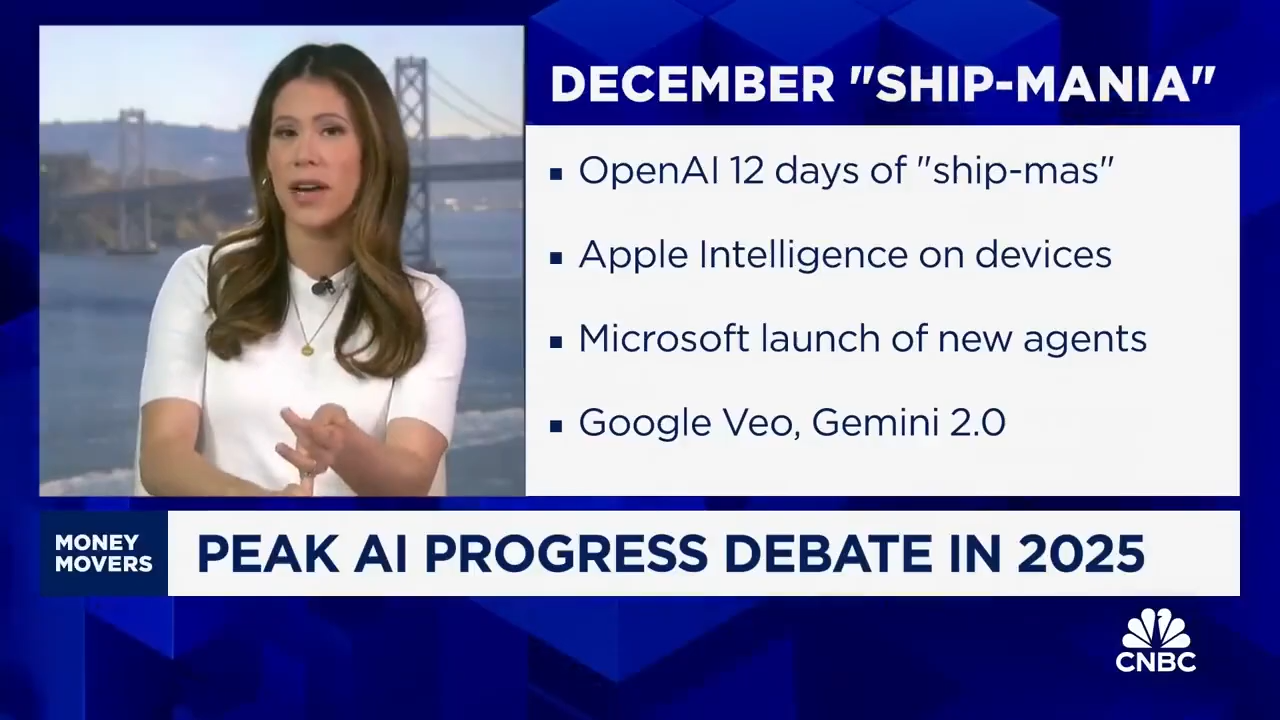 DECEMBER "SHIP-MANIA"
▪ OpenAI 12 days of "ship-mas"
▪ Apple Intelligence on devices
▪ Microsoft launch of new agents
▪ Google Veo, Gemini 2.0
MONEY
MOVERS
PEAK AI PROGRESS DEBATE IN 2025
CNBC